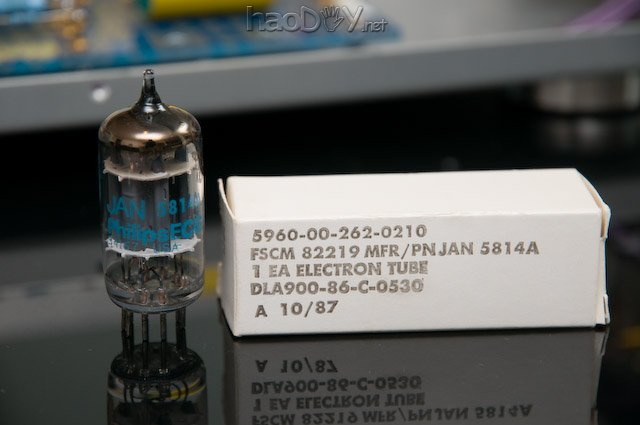 haoDIY.net
JAN 5814A
PhilipsECG
USA
5960-00-262-0210
FSCM 82219 MFR/PNJAN 5814A
1 EA ELECTRON TUBE
DLA900-86-C-0530
A 10/87